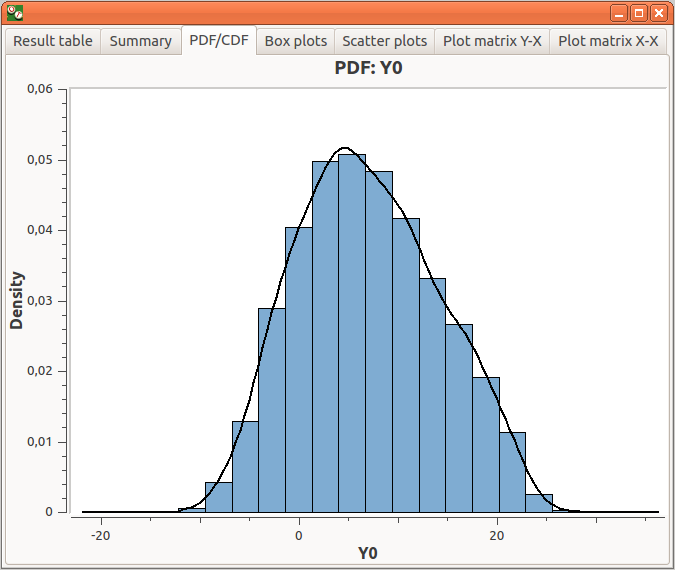 Result table Summary PDF/CDF Box plots Scatter plots Plot matrix Y-X Plot matrix X-X
PDF: Y0
0,06
0,05
0,04
0,03
0,02
0,01
0
Density
-20 0 20
Y0